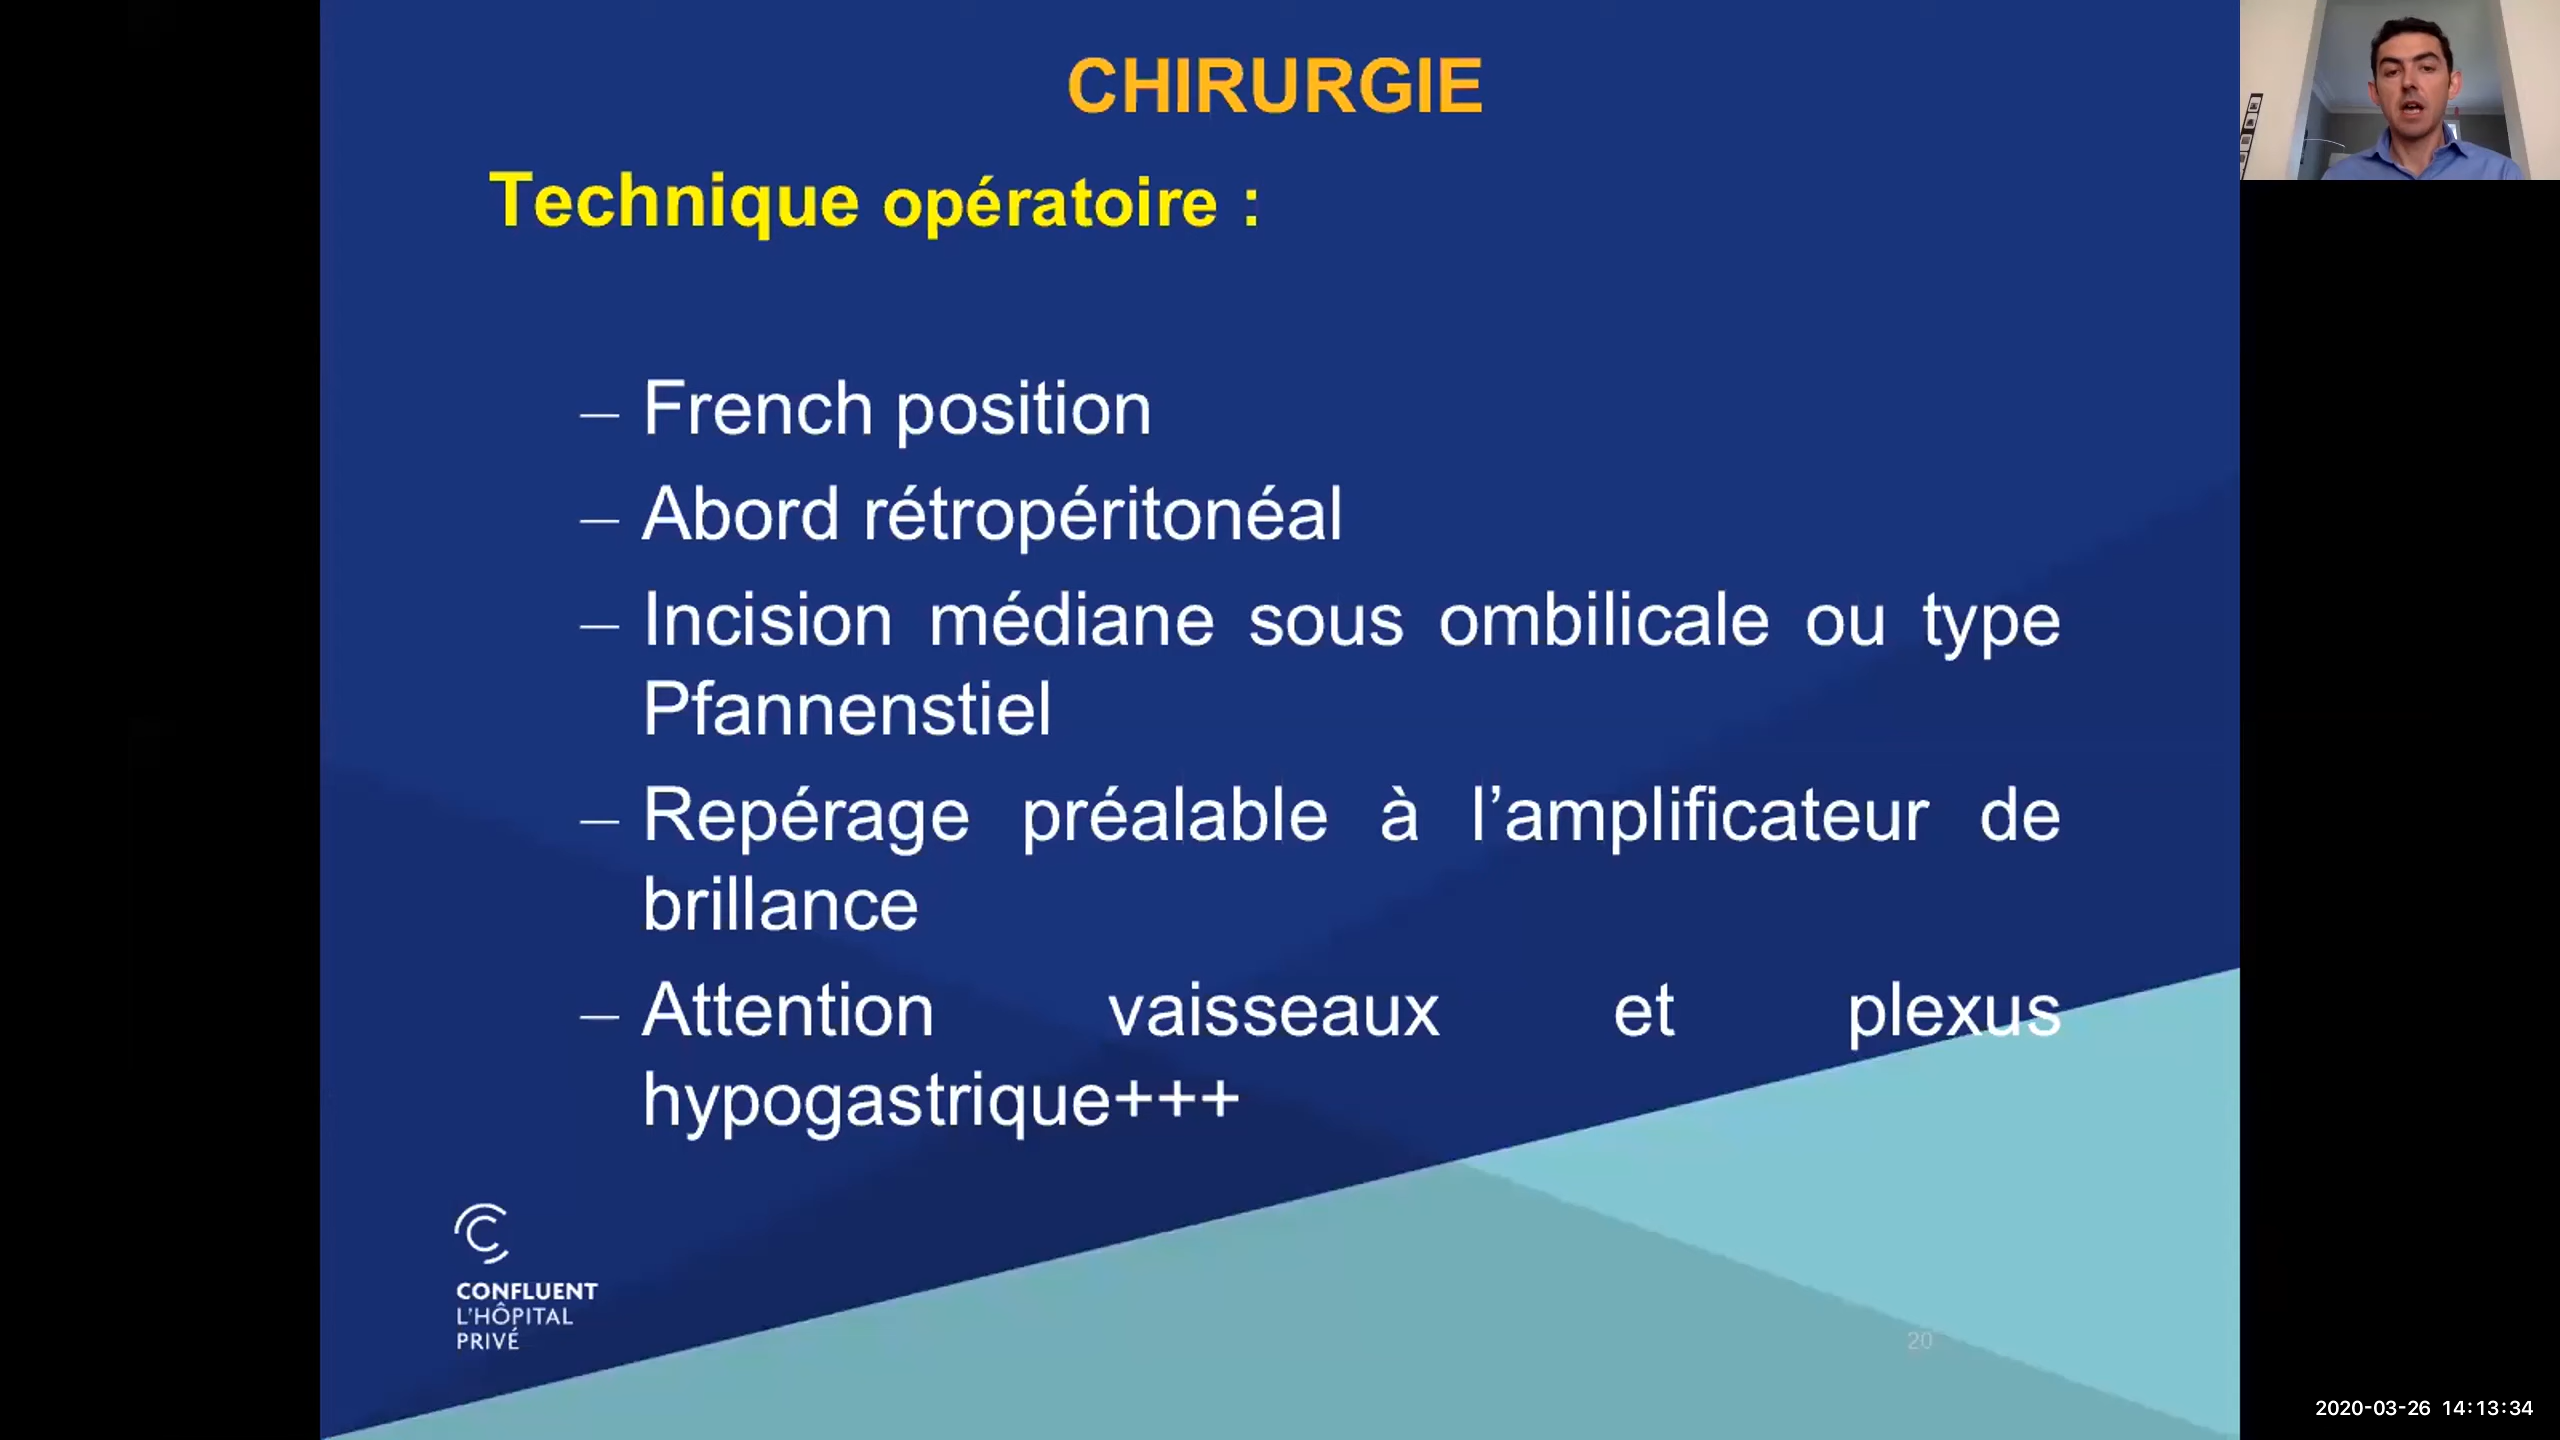 CHIRURGIE
Technique opératoire :
– French position
– Abord rétropéritonéal
– Incision médiane sous ombilicale ou type
Pfannenstiel
– Repérage préalable à l’amplificateur de
brillance
– Attention vaisseaux et plexus
hypogastrique+++
CONFLUENT
L'HÔPITAL
PRIVÉ
20
2020-03-26 14:13:34